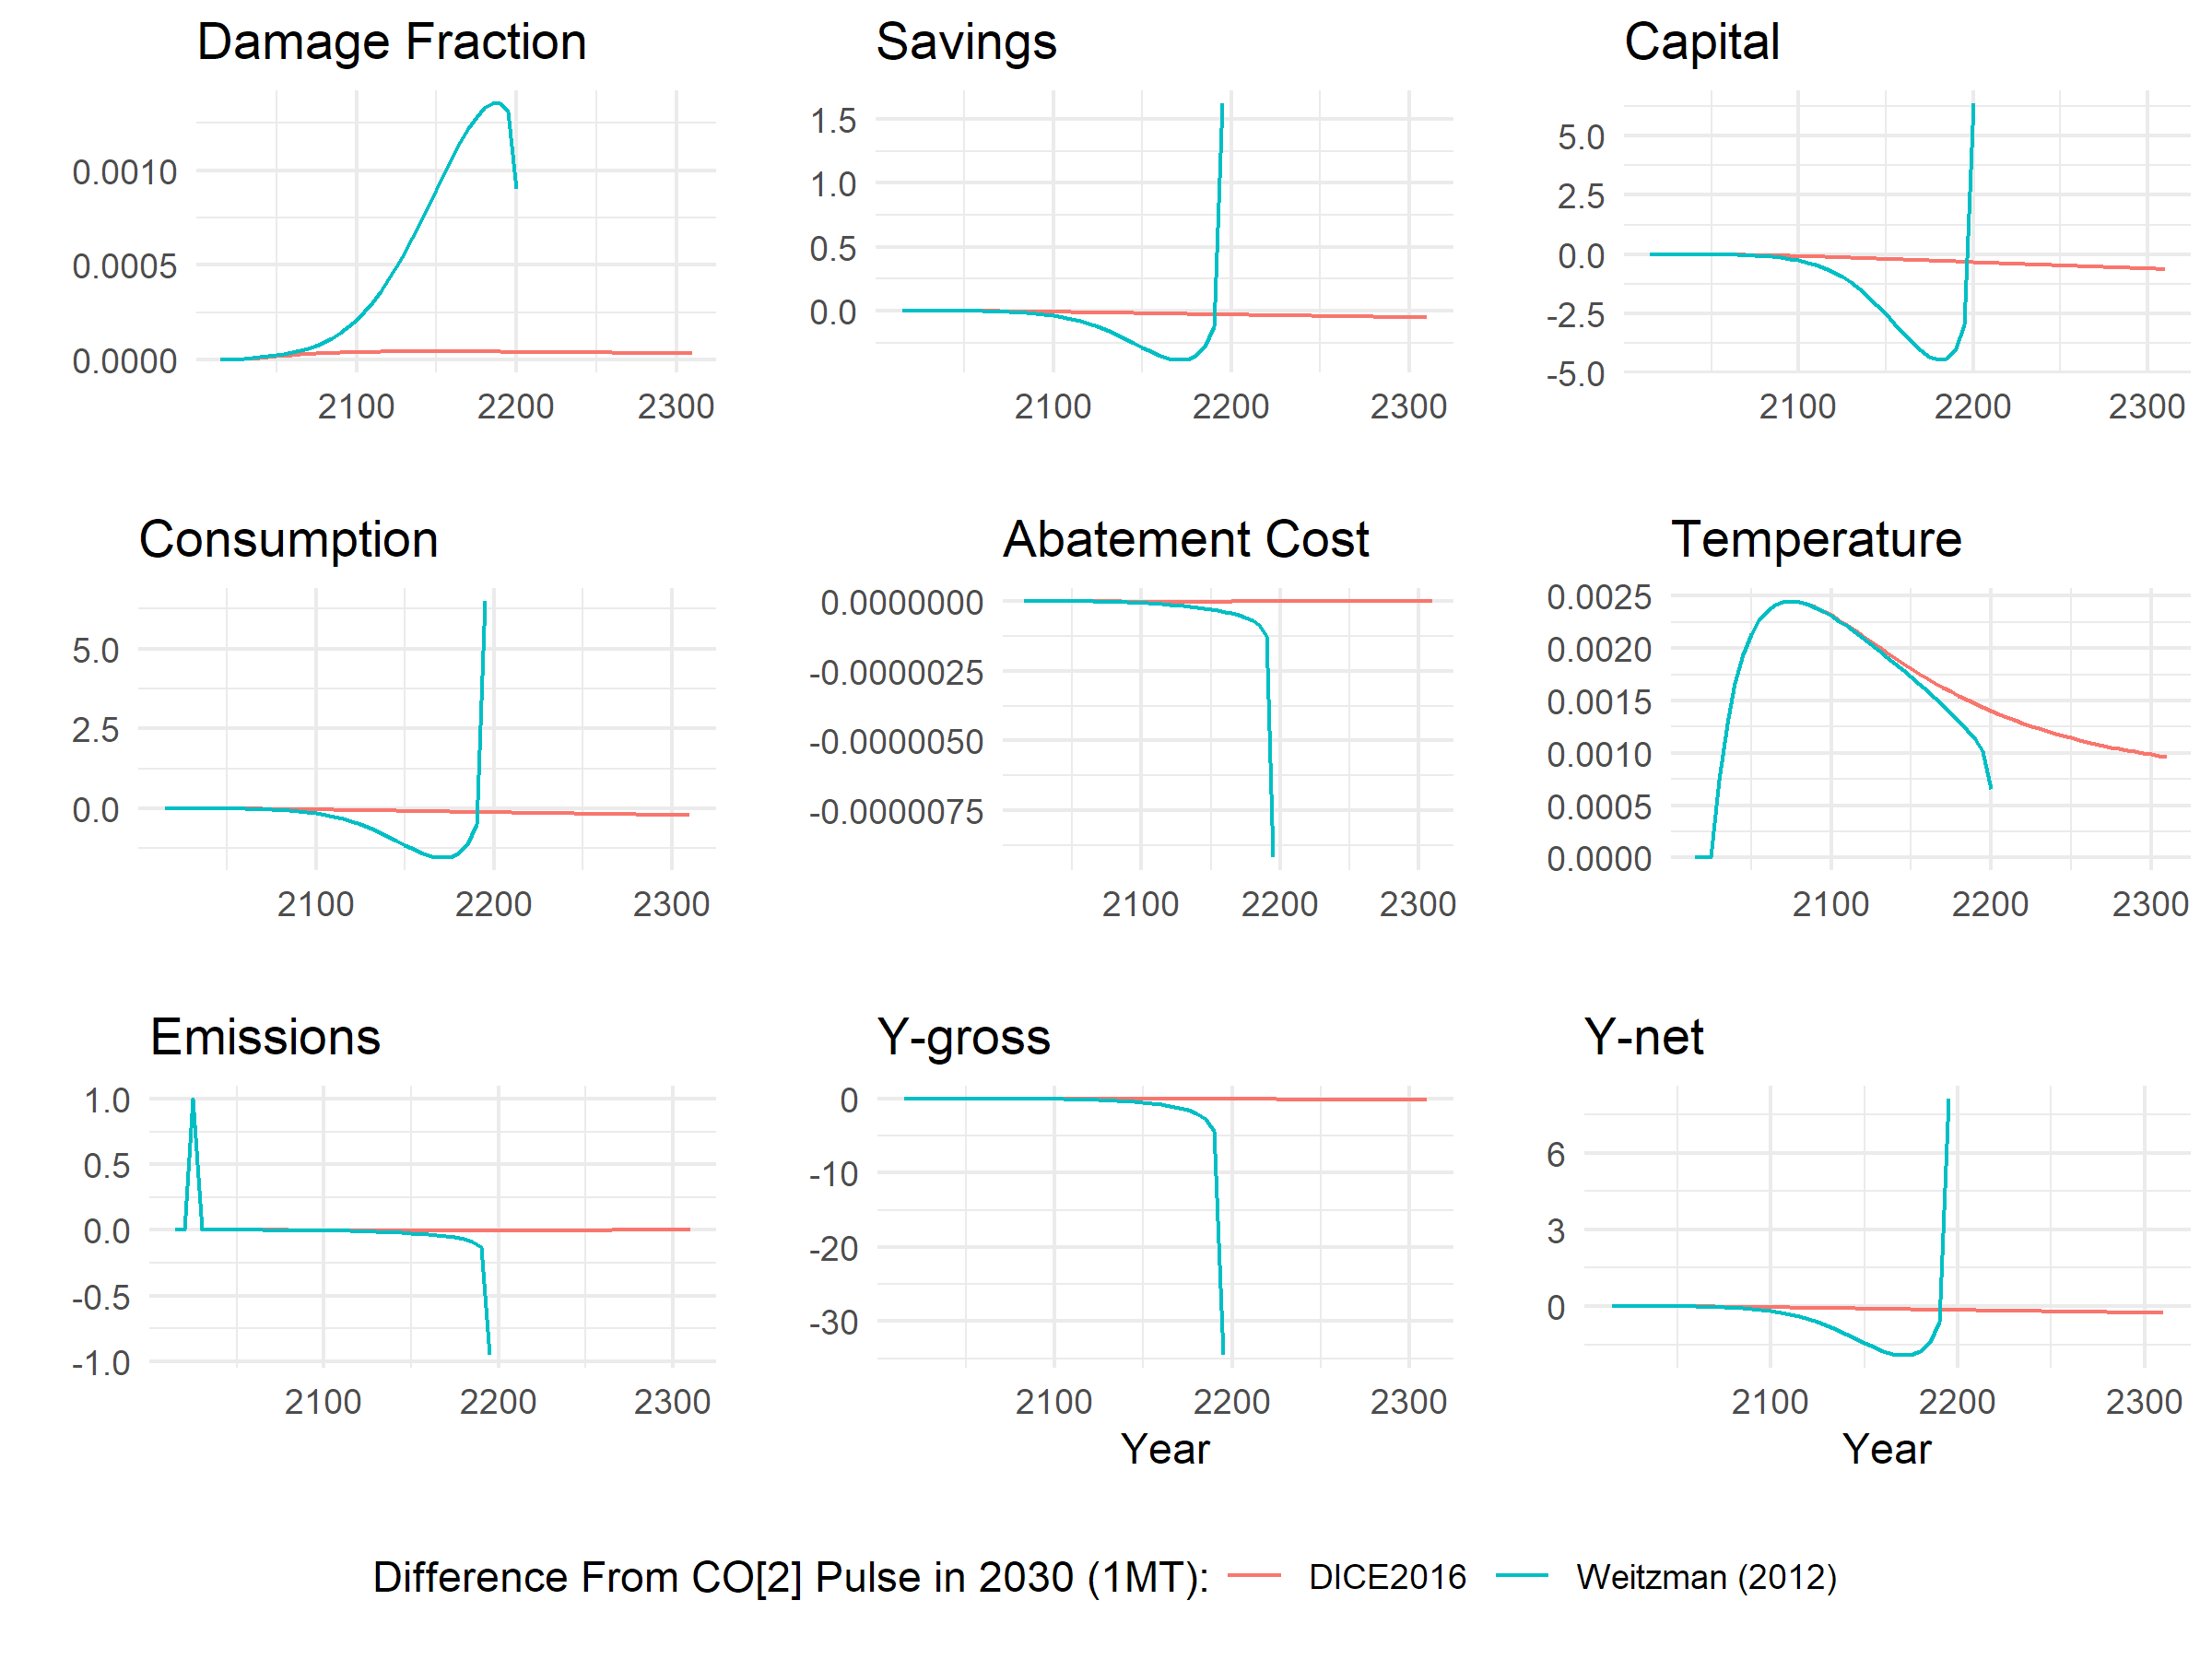 Damage Fraction
Savings
Capital
0.0010
0.0005
0.0000
2100 2200 2300
1.5
1.0
0.5
0.0
2100 2200 2300
5.0
2.5
0.0
-2.5
-5.0
2100 2200 2300
Consumption
Abatement Cost
Temperature
5.0
2.5
0.0
2100 2200 2300
0.0000000
-0.0000025
-0.0000050
-0.0000075
2100 2200 2300
0.0025
0.0020
0.0015
0.0010
0.0005
0.0000
2100 2200 2300
Emissions
Y-gross
Y-net
1.0
0.5
0.0
-0.5
-1.0
2100 2200 2300
0
-10
-20
-30
2100 2200 2300
Year
6
3
0
2100 2200 2300
Year
Difference From CO[2] Pulse in 2030 (1MT): DICE2016 Weitzman (2012)